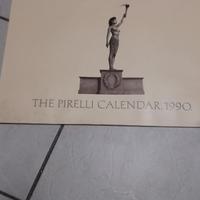 THE PIRELLI CALENDAR. 1990.